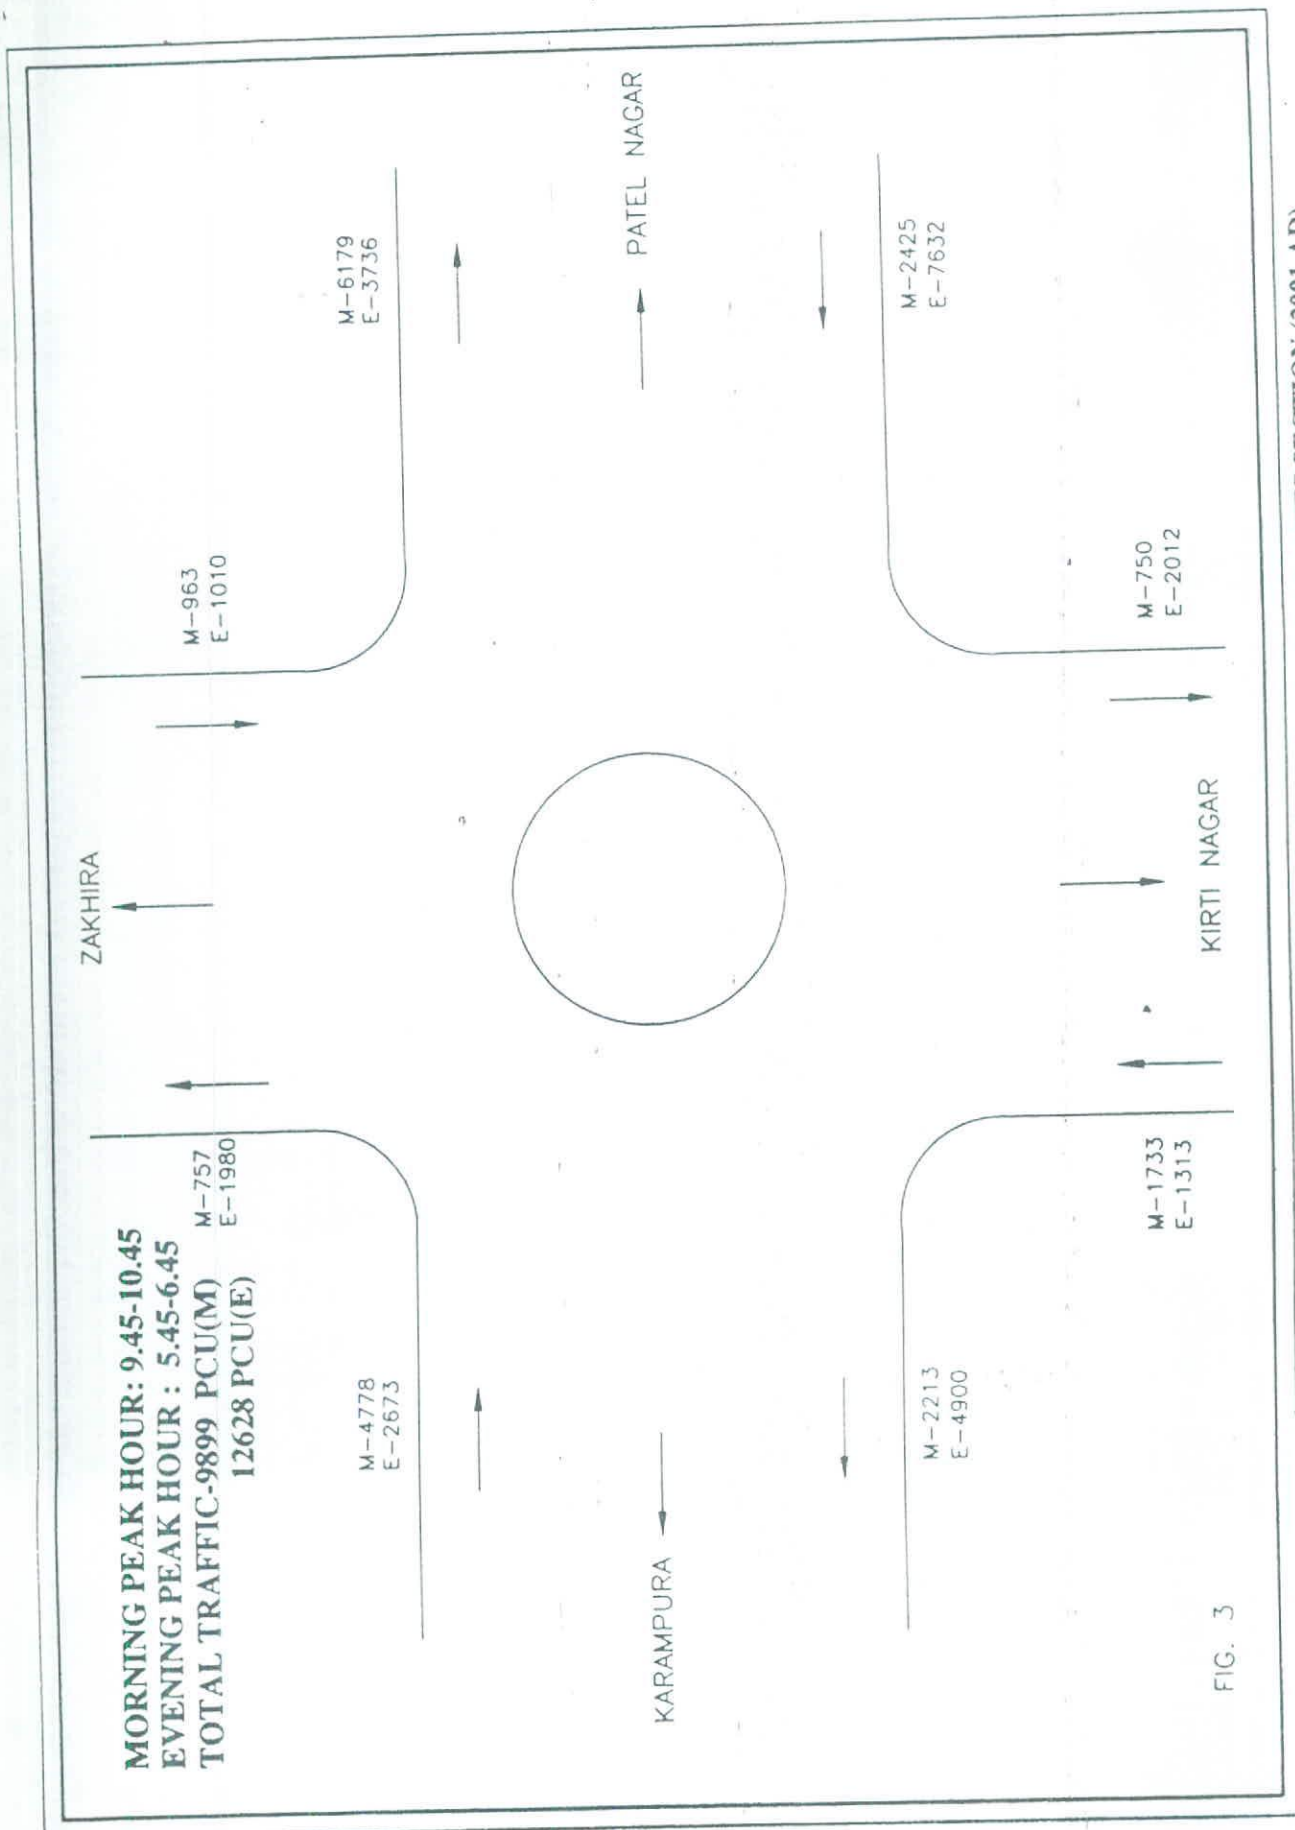 MORNING PEAK HOUR: 9.45-10.45
EVENING PEAK HOUR : 5.45-6.45
TOTAL TRAFFIC-9899 PCU(M)
12628 PCU(E)
ZAKHIRA
M-757
E-1980
M-963
E-1010
M-4778
E-2673
M-6179
E-3736
KARAMPURA
PATEL NAGAR
M-2213
E-4900
M-2425
E-7632
M-1733
E-1313
M-750
E-2012
KIRTI NAGAR
FIG. 3
(2001 AD)